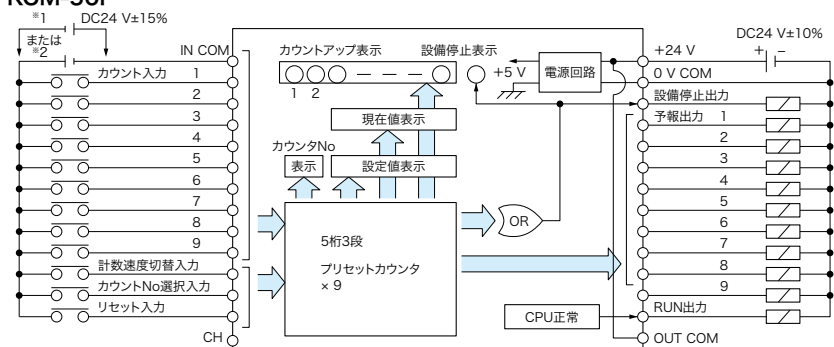 ※1
DC24 V±15%
または
※2
IN COM
カウント入力 1
2
3
4
5
6
7
8
9
計数速度切替入力
カウントNo選択入力
リセット入力
CH
カウントアップ表示
1 2
設備停止表示
+5 V
電源回路
現在値表示
カウンタNo
表示
設定値表示
5桁3段
プリセットカウンタ
× 9
OR
CPU正常
DC24 V±10%
+24 V
+ −
0 V COM
設備停止出力
予報出力 1
2
3
4
5
6
7
8
9
RUN出力
OUT COM